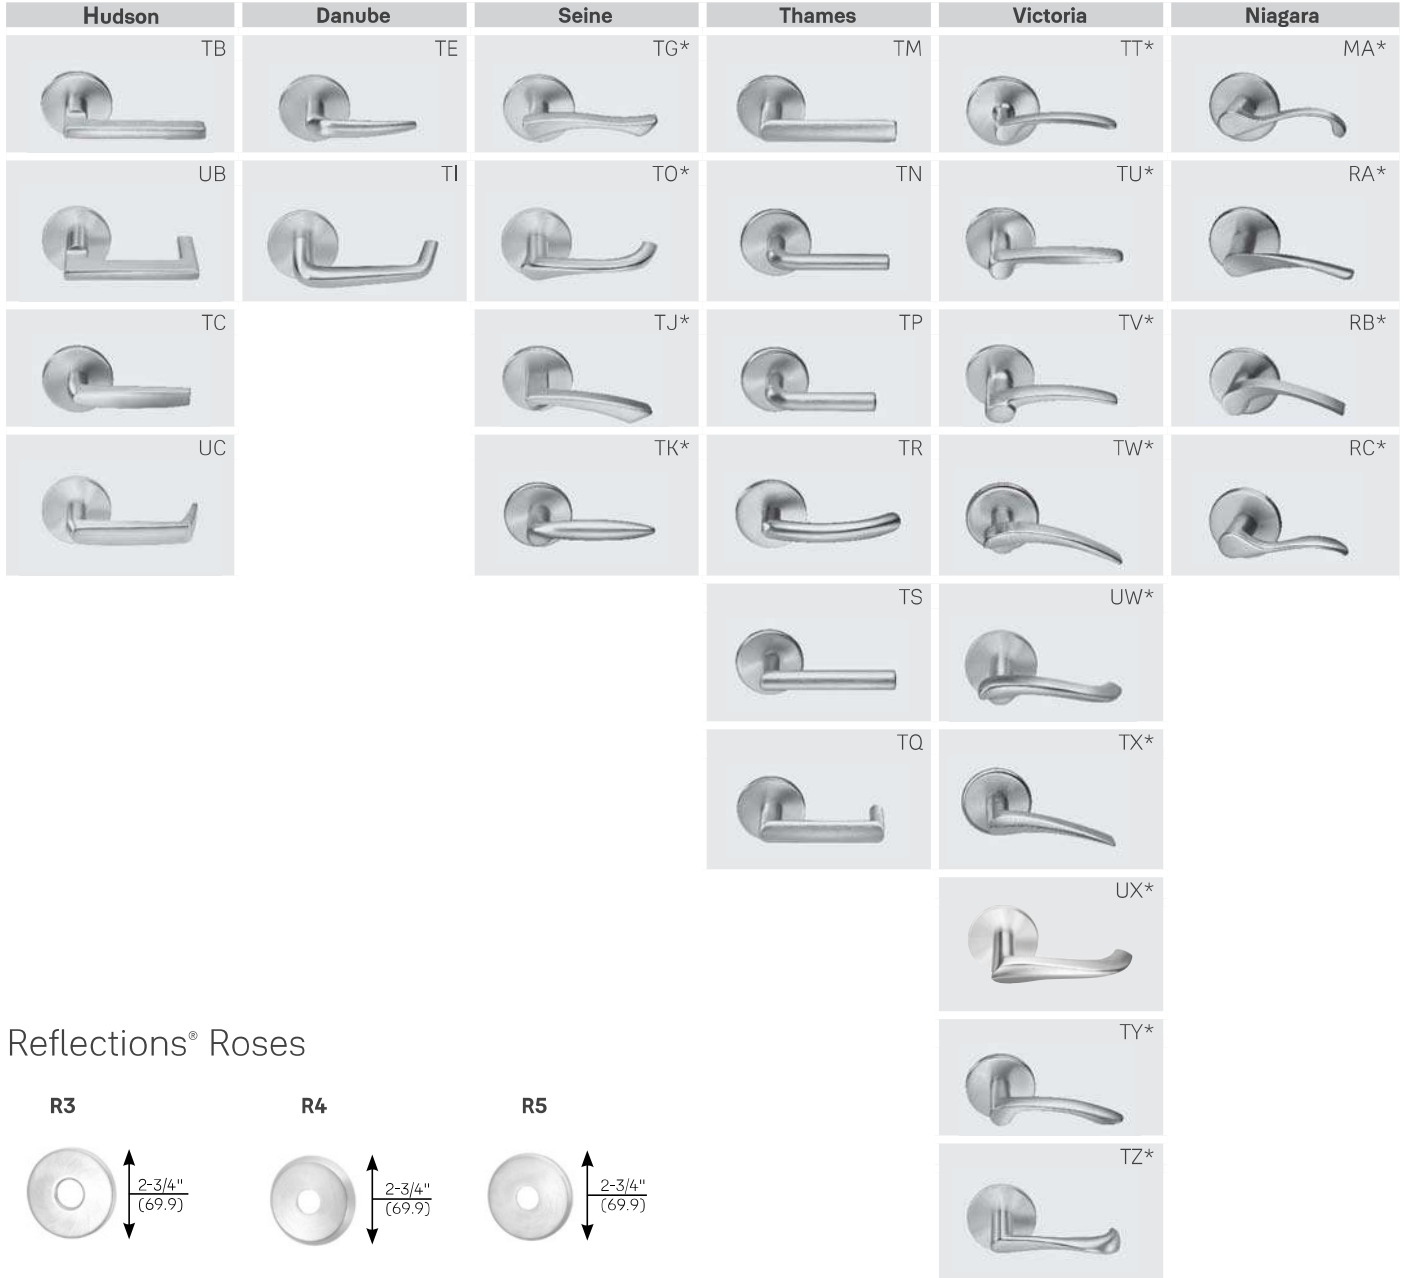 Hudson Danube Seine Thames Victoria Niagara
TB TE TG* TM TT* MA*
UB TI TO* TN TU* RA*
TC TJ* TP TV* RB*
UC TK* TR TW* RC*
TS UW*
TQ TX*
UX*
Reflections® Roses
TY*
R3 R4 R5
TZ*
2-3/4" 2-3/4" 2-3/4"
(69.9) (69.9) (69.9)